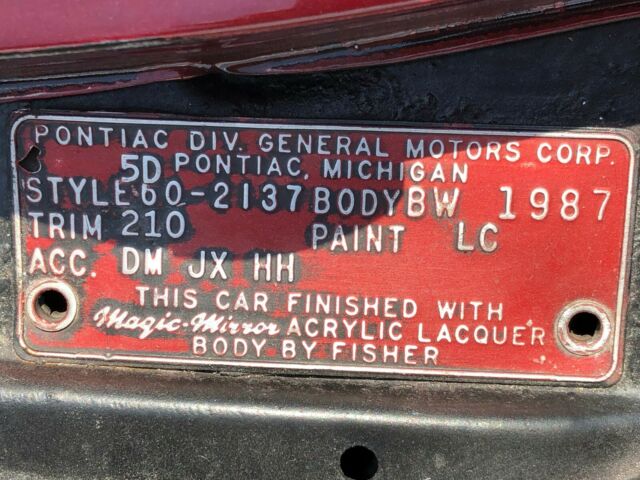 PONTIAC DIV. GENERAL MOTORS CORP.
5D PONTIAC, MICHIGAN
STYLE 60-2137 BODY BW 1987
TRIM 210 PAINT LC
ACC. DM JX HH
THIS CAR FINISHED WITH
Magic-Mirror ACRYLIC LACQUER
BODY BY FISHER